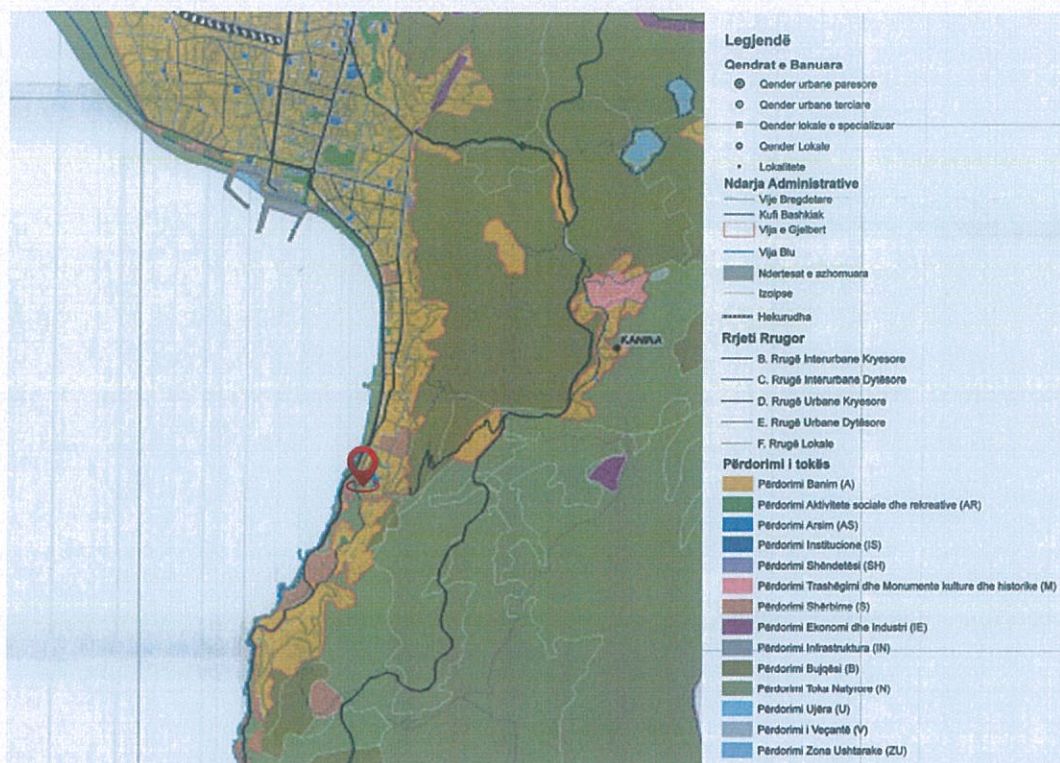 KANINA
Legjendë
Qendrat e Banuara
Qender urbane paresore
Qender urbane terciare
Qender lokale e specializuar
Qender Lokale
Lokalitete
Ndarja Administrative
Vije Bregdetare
Kufi Bashkiak
Vija e Gjelbert
Vija Blu
Ndertesat e azhornuara
Izoipse
Hekurudha
Rrjeti Rrugor
B. Rrugë Interurbane Kryesore
C. Rrugë Interurbane Dytësore
D. Rrugë Urbane Kryesore
E. Rrugë Urbane Dytësore
F. Rrugë Lokale
Përdorimi i tokës
Përdorimi Banim (A)
Përdorimi Aktivitete sociale dhe rekreative (AR)
Përdorimi Arsim (AS)
Përdorimi Institucione (IS)
Përdorimi Shëndetësi (SH)
Përdorimi Trashëgimi dhe Monumente kulture dhe historike (M)
Përdorimi Shërbime (S)
Përdorimi Ekonomi dhe Industri (IE)
Përdorimi Infrastruktura (IN)
Përdorimi Bujqësi (B)
Përdorimi Toka Natyrore (N)
Përdorimi Ujëra (U)
Përdorimi i Veçantë (V)
Përdorimi Zona Ushtarake (ZU)